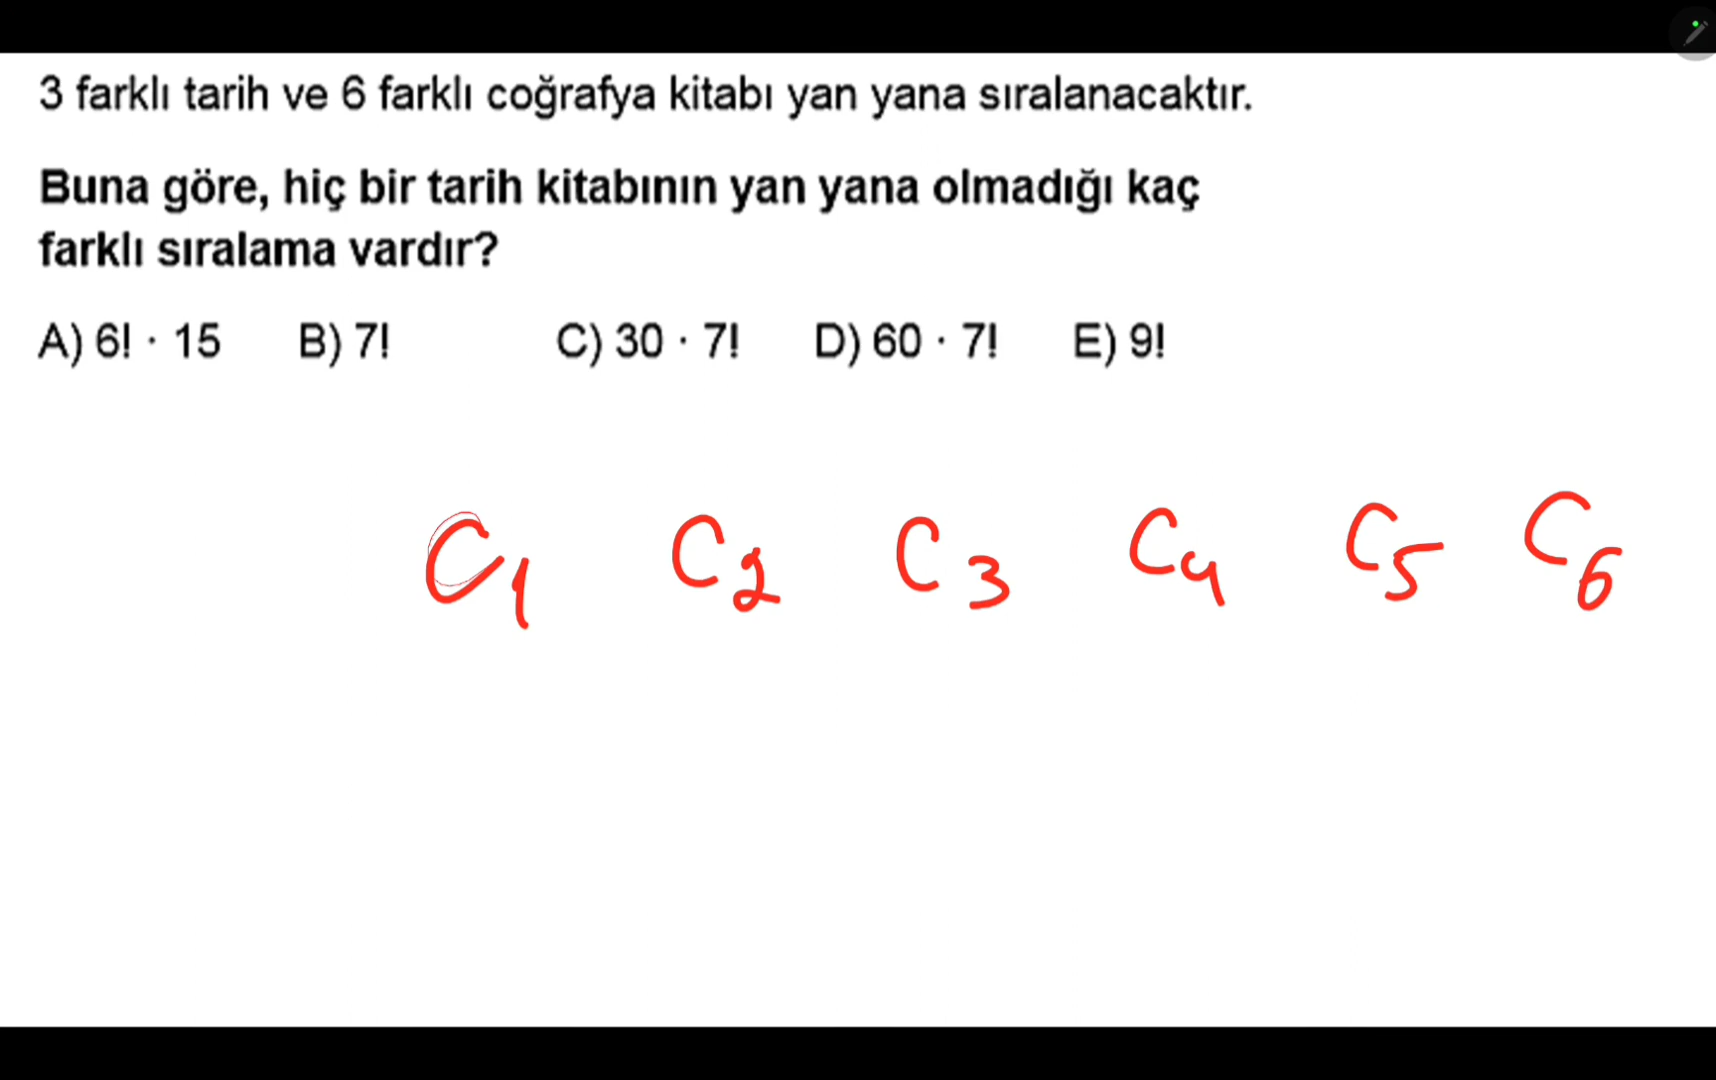 3 farklı tarih ve 6 farklı coğrafya kitabı yan yana sıralanacaktır.
Buna göre, hiç bir tarih kitabının yan yana olmadığı kaç
farklı sıralama vardır?
A) 6! · 15 B) 7! C) 30 · 7! D) 60 · 7! E) 9!
C1 C2 C3 C4 C5 C6